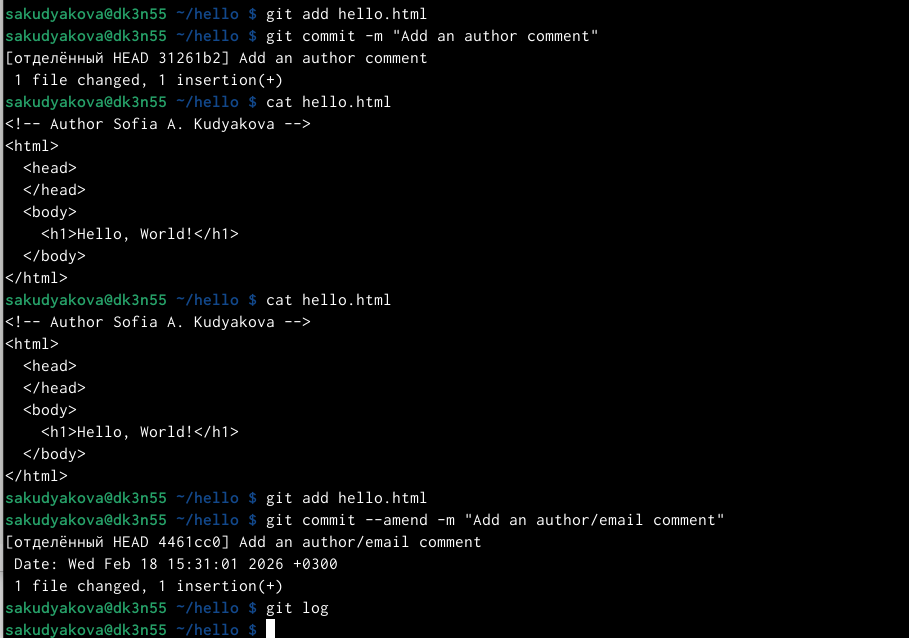 sakudyakova@dk3n55 ~/hello $ git add hello.html
sakudyakova@dk3n55 ~/hello $ git commit -m "Add an author comment"
[отделённый HEAD 31261b2] Add an author comment
 1 file changed, 1 insertion(+)
sakudyakova@dk3n55 ~/hello $ cat hello.html
<!-- Author Sofia A. Kudyakova -->
<html>
  <head>
  </head>
  <body>
    <h1>Hello, World!</h1>
  </body>
</html>
sakudyakova@dk3n55 ~/hello $ cat hello.html
<!-- Author Sofia A. Kudyakova -->
<html>
  <head>
  </head>
  <body>
    <h1>Hello, World!</h1>
  </body>
</html>
sakudyakova@dk3n55 ~/hello $ git add hello.html
sakudyakova@dk3n55 ~/hello $ git commit --amend -m "Add an author/email comment"
[отделённый HEAD 4461cc0] Add an author/email comment
 Date: Wed Feb 18 15:31:01 2026 +0300
 1 file changed, 1 insertion(+)
sakudyakova@dk3n55 ~/hello $ git log
sakudyakova@dk3n55 ~/hello $